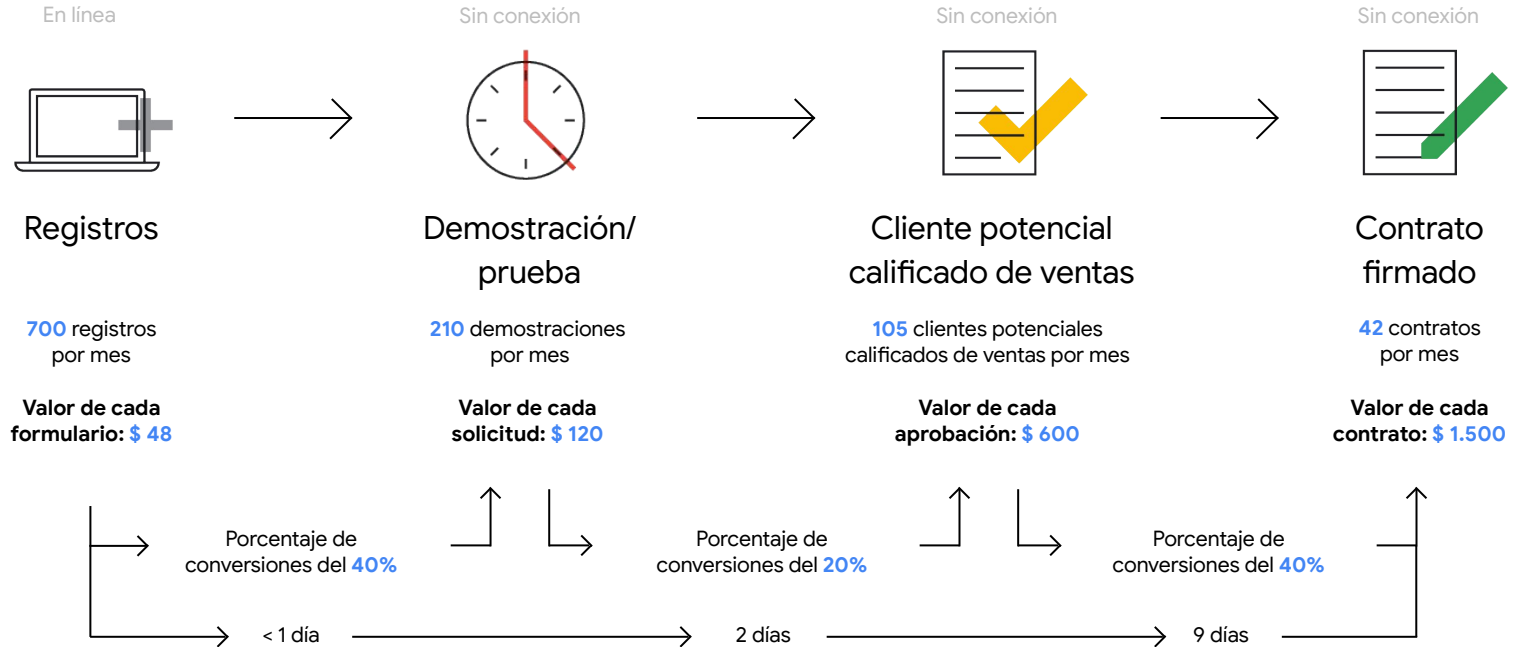 En línea
Sin conexión
Sin conexión
Sin conexión
Registros
Demostración/
prueba
Cliente potencial
calificado de ventas
Contrato
firmado
700 registros
por mes
210 demostraciones
por mes
105 clientes potenciales
calificados de ventas por mes
42 contratos
por mes
Valor de cada
formulario: $ 48
Valor de cada
solicitud: $ 120
Valor de cada
aprobación: $ 600
Valor de cada
contrato: $ 1.500
Porcentaje de
conversiones del 40%
Porcentaje de
conversiones del 20%
Porcentaje de
conversiones del 40%
< 1 día
2 días
9 días